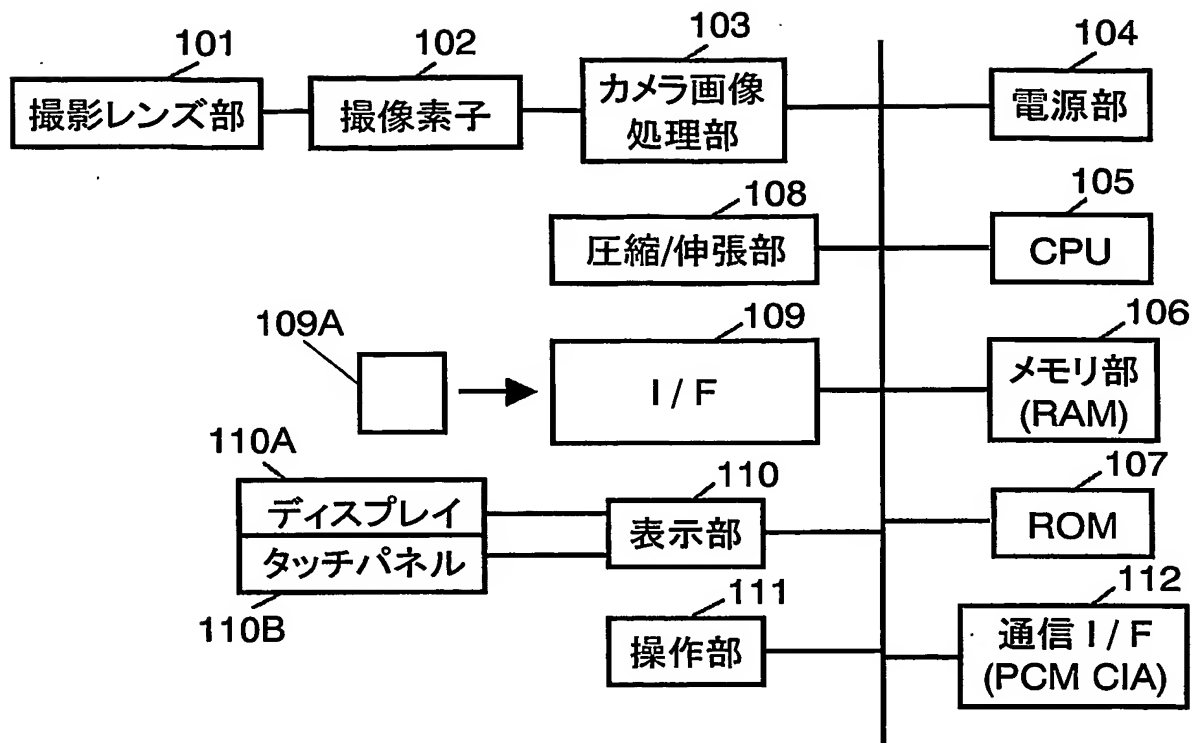 101
撮影レンズ部
102
撮像素子
103
カメラ画像
処理部
104
電源部
108
圧縮/伸張部
105
CPU
109A
109
I / F
106
メモリ部
(RAM)
110A
ディスプレイ
タッチパネル
110B
110
表示部
107
ROM
111
操作部
112
通信 I / F
(PCM CIA)